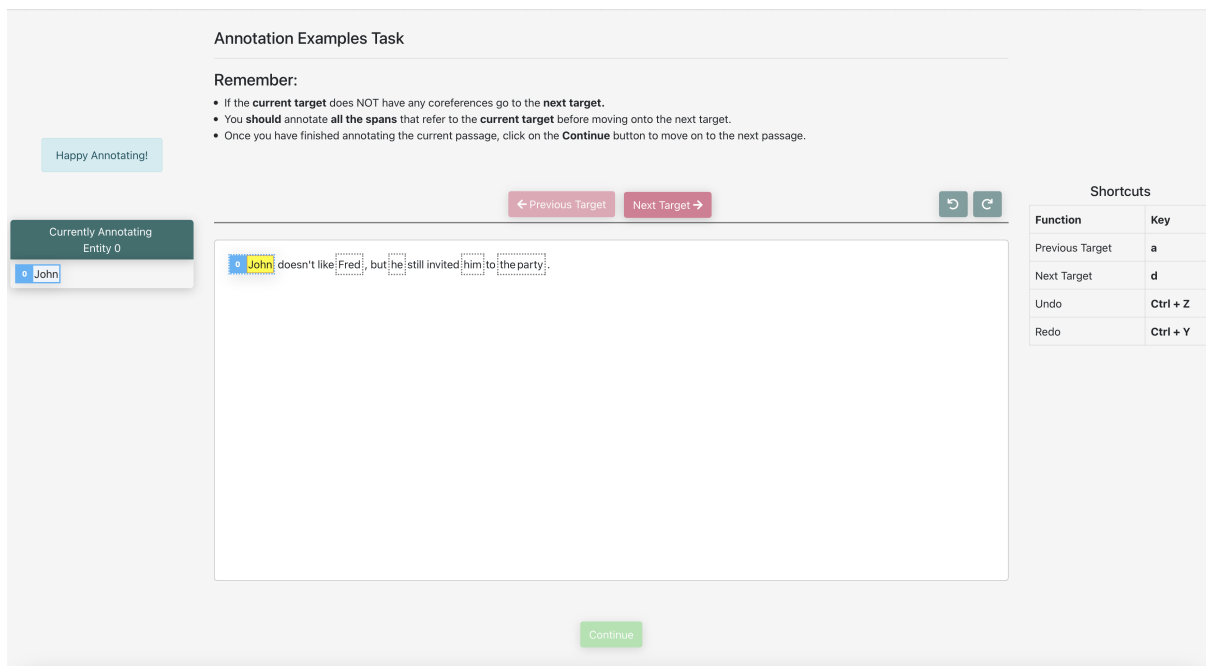 Annotation Examples Task
Remember:
• If the current target does NOT have any coreferences go to the next target.
• You should annotate all the spans that refer to the current target before moving onto the next target.
• Once you have finished annotating the current passage, click on the Continue button to move on to the next passage.
Happy Annotating!
← Previous Target
Next Target →
Currently Annotating
Entity 0
0 John
0 John doesn't like Fred, but he still invited him to the party.
Shortcuts
Function Key
Previous Target a
Next Target d
Undo Ctrl + Z
Redo Ctrl + Y
Continue